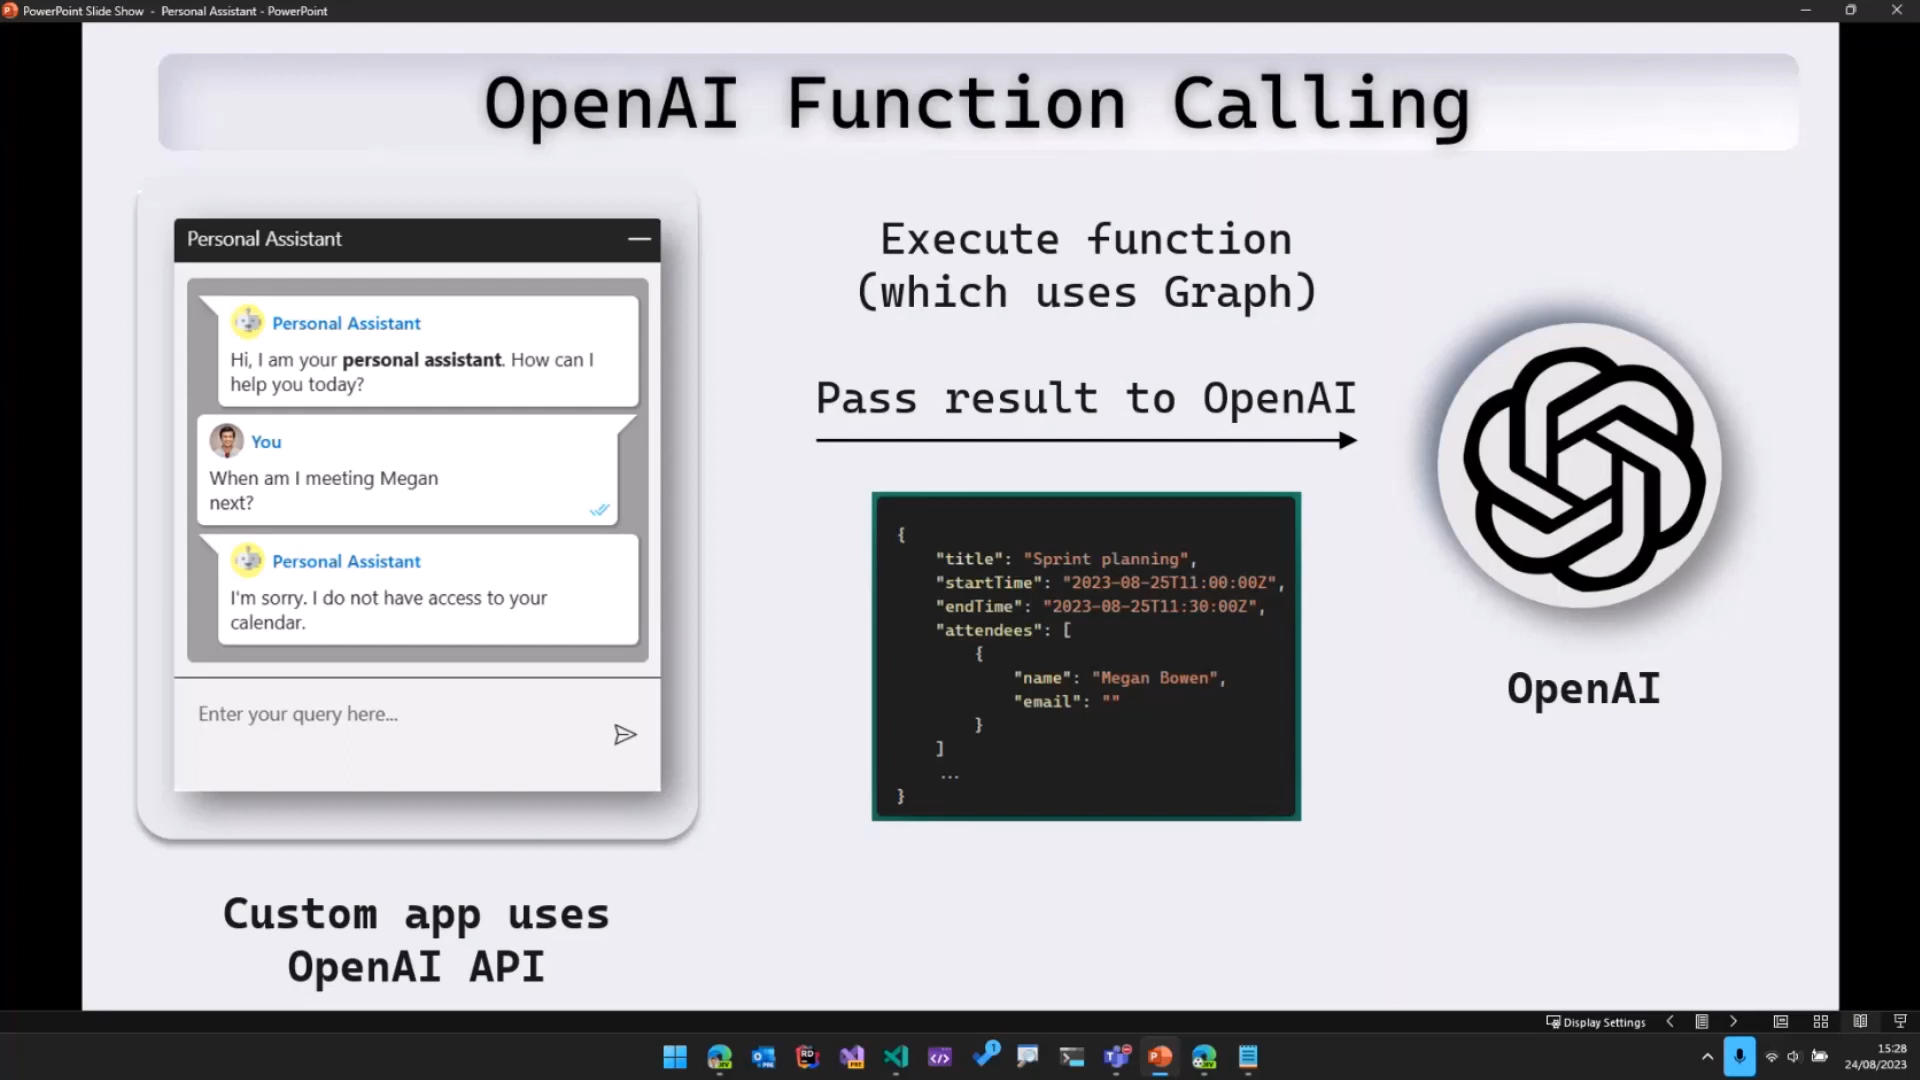 PowerPoint Slide Show - Personal Assistant - PowerPoint
OpenAI Function Calling
Personal Assistant
Personal Assistant
Hi, I am your personal assistant. How can I
help you today?
You
When am I meeting Megan
next?
Personal Assistant
I'm sorry. I do not have access to your
calendar.
Enter your query here...
Custom app uses
OpenAI API
Execute function
(which uses Graph)
Pass result to OpenAI
{
"title": "Sprint planning",
"startTime": "2023-08-25T11:00:00Z",
"endTime": "2023-08-25T11:30:00Z",
"attendees": [
{
"name": "Megan Bowen",
"email": ""
}
]
...
}
OpenAI
Display Settings
15:28
24/08/2023